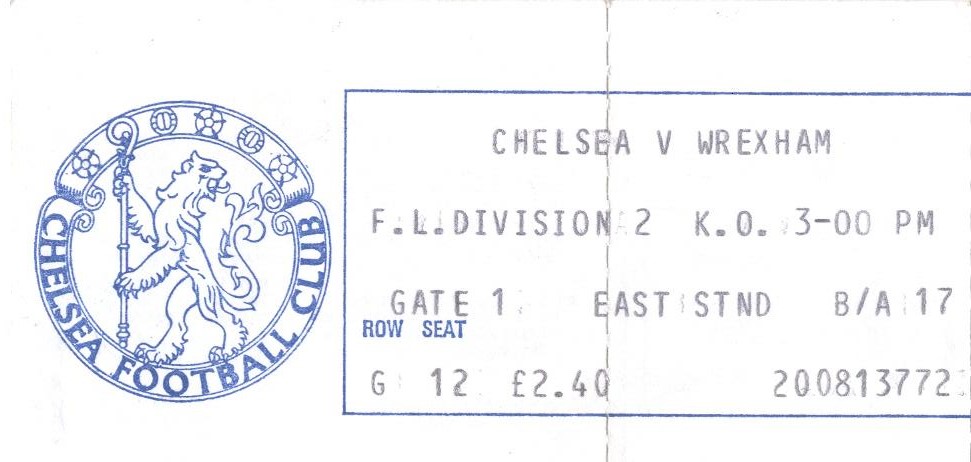 CHELSEA FOOTBALL CLUB
CHELSEA V WREXHAM
F.L.DIVISION 2 K.O. 3-00 PM
GATE 1 EAST STND B/A 17
ROW SEAT
G 12 £2.40 200813772